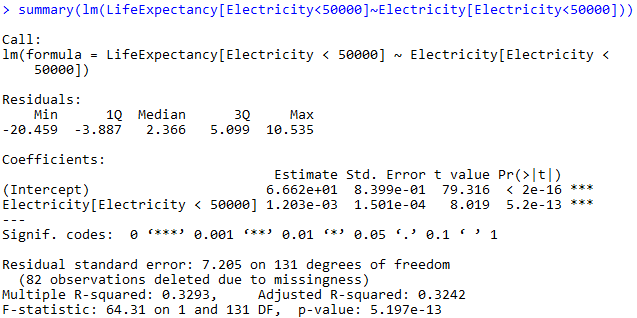 > summary(lm(LifeExpectancy[Electricity<50000]~Electricity[Electricity<50000]))
Call:
lm(formula = LifeExpectancy[Electricity < 50000] ~ Electricity[Electricity <
50000])
Residuals:
Min 1Q Median 3Q Max
-20.459 -3.887 2.366 5.099 10.535
Coefficients:
Estimate Std. Error t value Pr(>|t|)
(Intercept) 6.662e+01 8.399e-01 79.316 < 2e-16 ***
Electricity[Electricity < 50000] 1.203e-03 1.501e-04 8.019 5.2e-13 ***
---
Signif. codes: 0 ‘***’ 0.001 ‘**’ 0.01 ‘*’ 0.05 ‘.’ 0.1 ‘ ’ 1
Residual standard error: 7.205 on 131 degrees of freedom
(82 observations deleted due to missingness)
Multiple R-squared: 0.3293, Adjusted R-squared: 0.3242
F-statistic: 64.31 on 1 and 131 DF, p-value: 5.197e-13